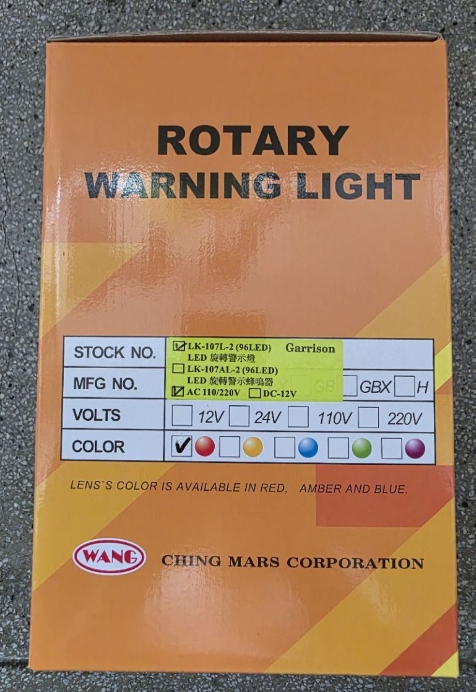 ROTARY
WARNING LIGHT
STOCK NO.
LK-107L-2 (96LED) Garrison
LED 旋轉警示燈
LK-107AL-2 (96LED)
LED 旋轉警示蜂鳴器
AC 110/220V DC-12V
MFG NO. GBX H
VOLTS 12V 24V 110V 220V
COLOR
LENS'S COLOR IS AVAILABLE IN RED, AMBER AND BLUE.
WANG CHING MARS CORPORATION